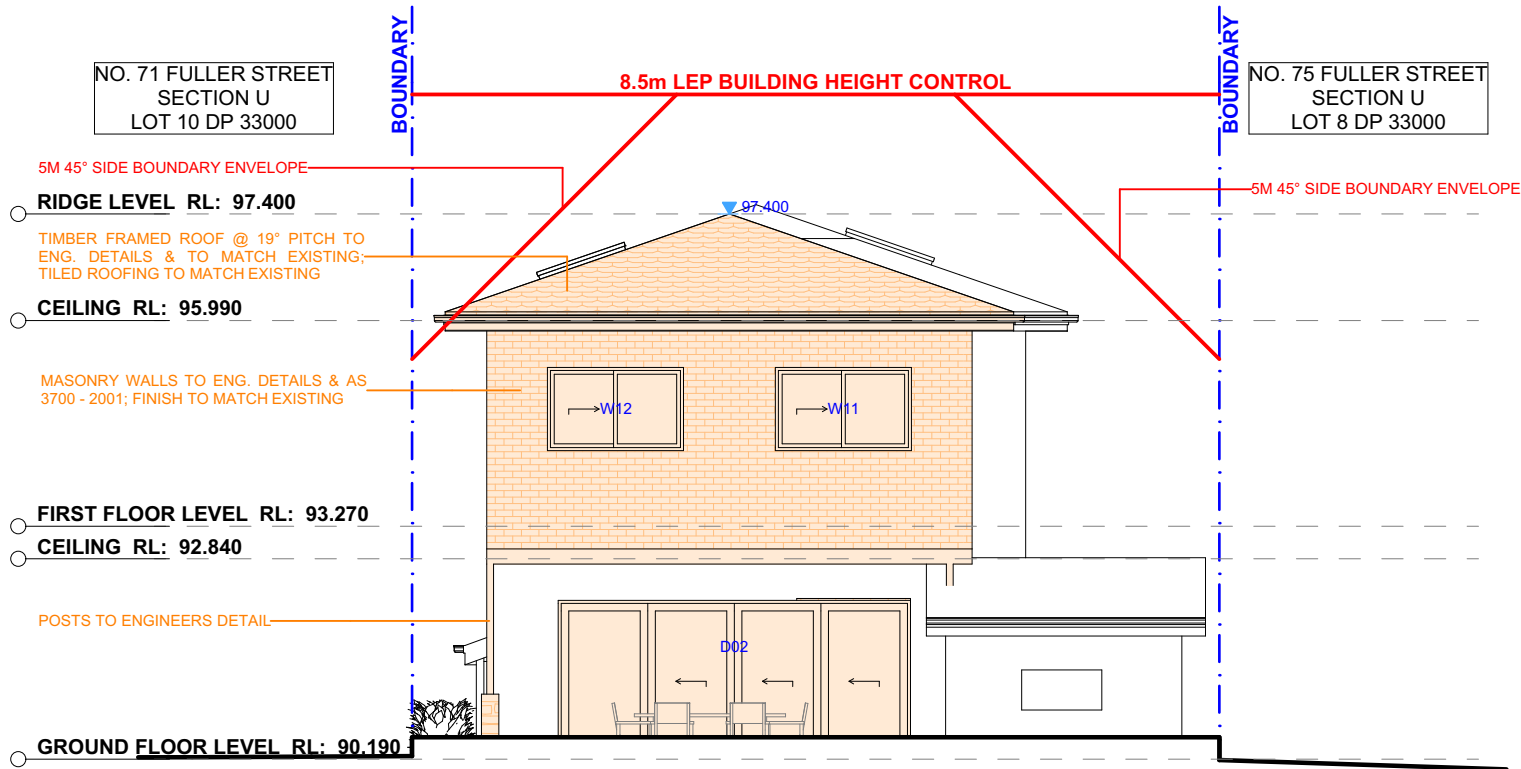 BOUNDARY
BOUNDARY
8.5m LEP BUILDING HEIGHT CONTROL
NO. 71 FULLER STREET
SECTION U
LOT 10 DP 33000
NO. 75 FULLER STREET
SECTION U
LOT 8 DP 33000
5M 45° SIDE BOUNDARY ENVELOPE
5M 45° SIDE BOUNDARY ENVELOPE
RIDGE LEVEL RL: 97.400
97.400
TIMBER FRAMED ROOF @ 19° PITCH TO
ENG. DETAILS & TO MATCH EXISTING;
TILED ROOFING TO MATCH EXISTING
CEILING RL: 95.990
MASONRY WALLS TO ENG. DETAILS & AS
3700 - 2001; FINISH TO MATCH EXISTING
W12
W11
FIRST FLOOR LEVEL RL: 93.270
CEILING RL: 92.840
POSTS TO ENGINEERS DETAIL
D02
GROUND FLOOR LEVEL RL: 90.190